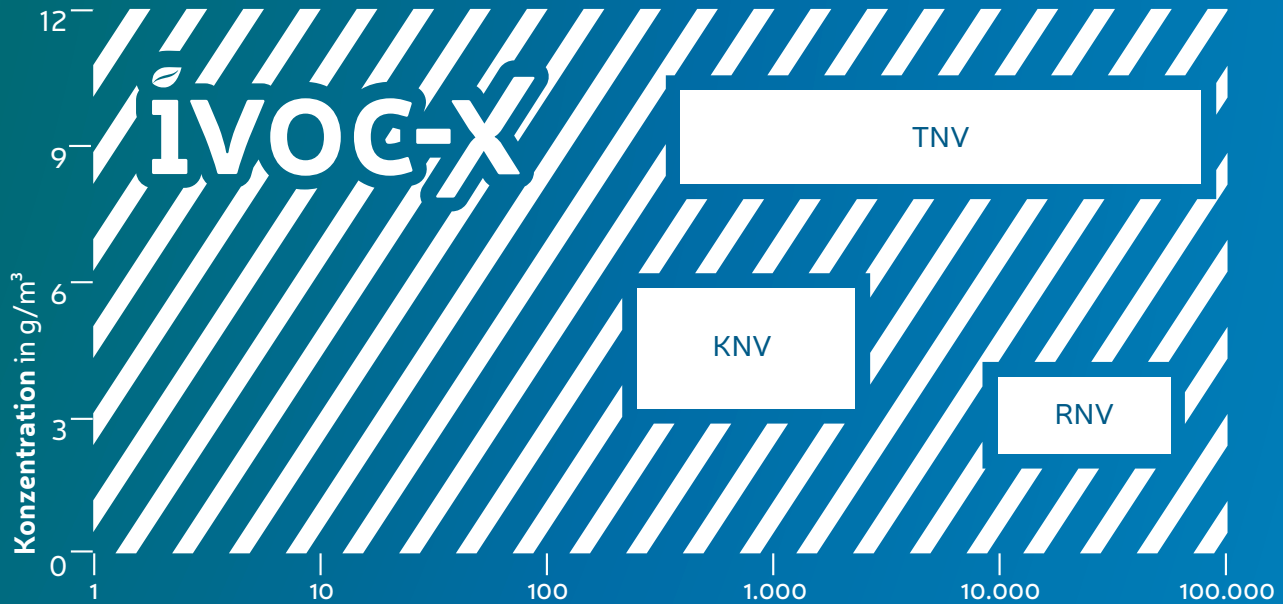 12
9
6
3
0
Konzentration in g/m³
ivoc-X
TNV
KNV
RNV
1 10 100 1.000 10.000 100.000